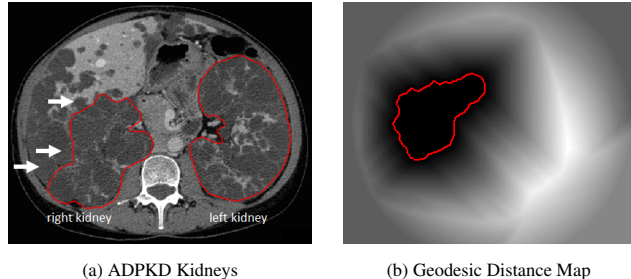 right kidney
left kidney
(a) ADPKD Kidneys
(b) Geodesic Distance Map